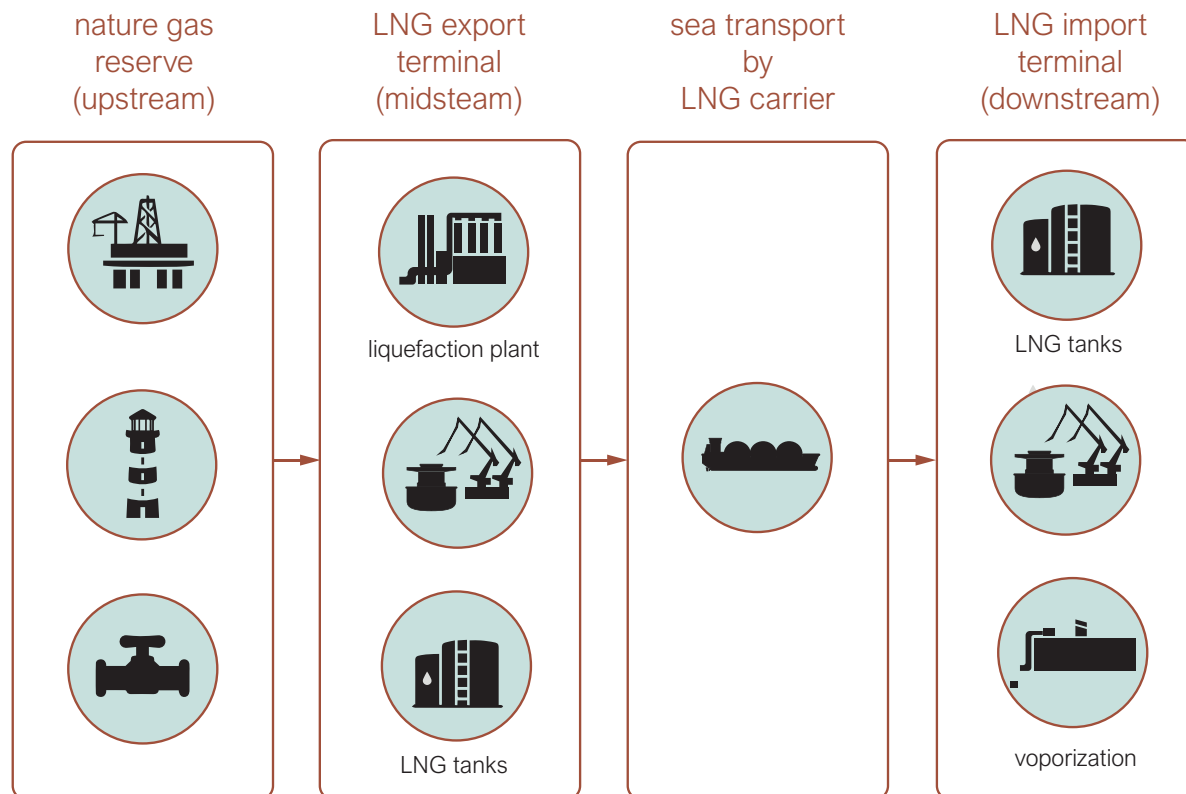 nature gas
reserve
(upstream)
LNG export
terminal
(midsteam)
sea transport
by
LNG carrier
LNG import
terminal
(downstream)
liquefaction plant
LNG tanks
LNG tanks
voporization